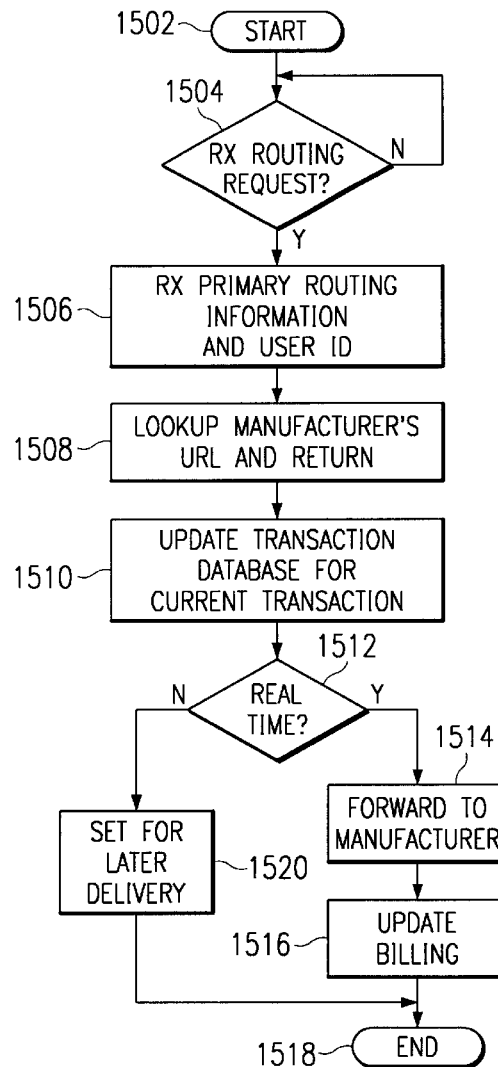 1502
START
1504
RX ROUTING
REQUEST?
N
Y
1506
RX PRIMARY ROUTING
INFORMATION
AND USER ID
1508
LOOKUP MANUFACTURER'S
URL AND RETURN
1510
UPDATE TRANSACTION
DATABASE FOR
CURRENT TRANSACTION
1512
N
REAL
TIME?
Y
1514
FORWARD TO
MANUFACTURER
SET FOR
LATER
DELIVERY
1520
1516
UPDATE
BILLING
1518
END